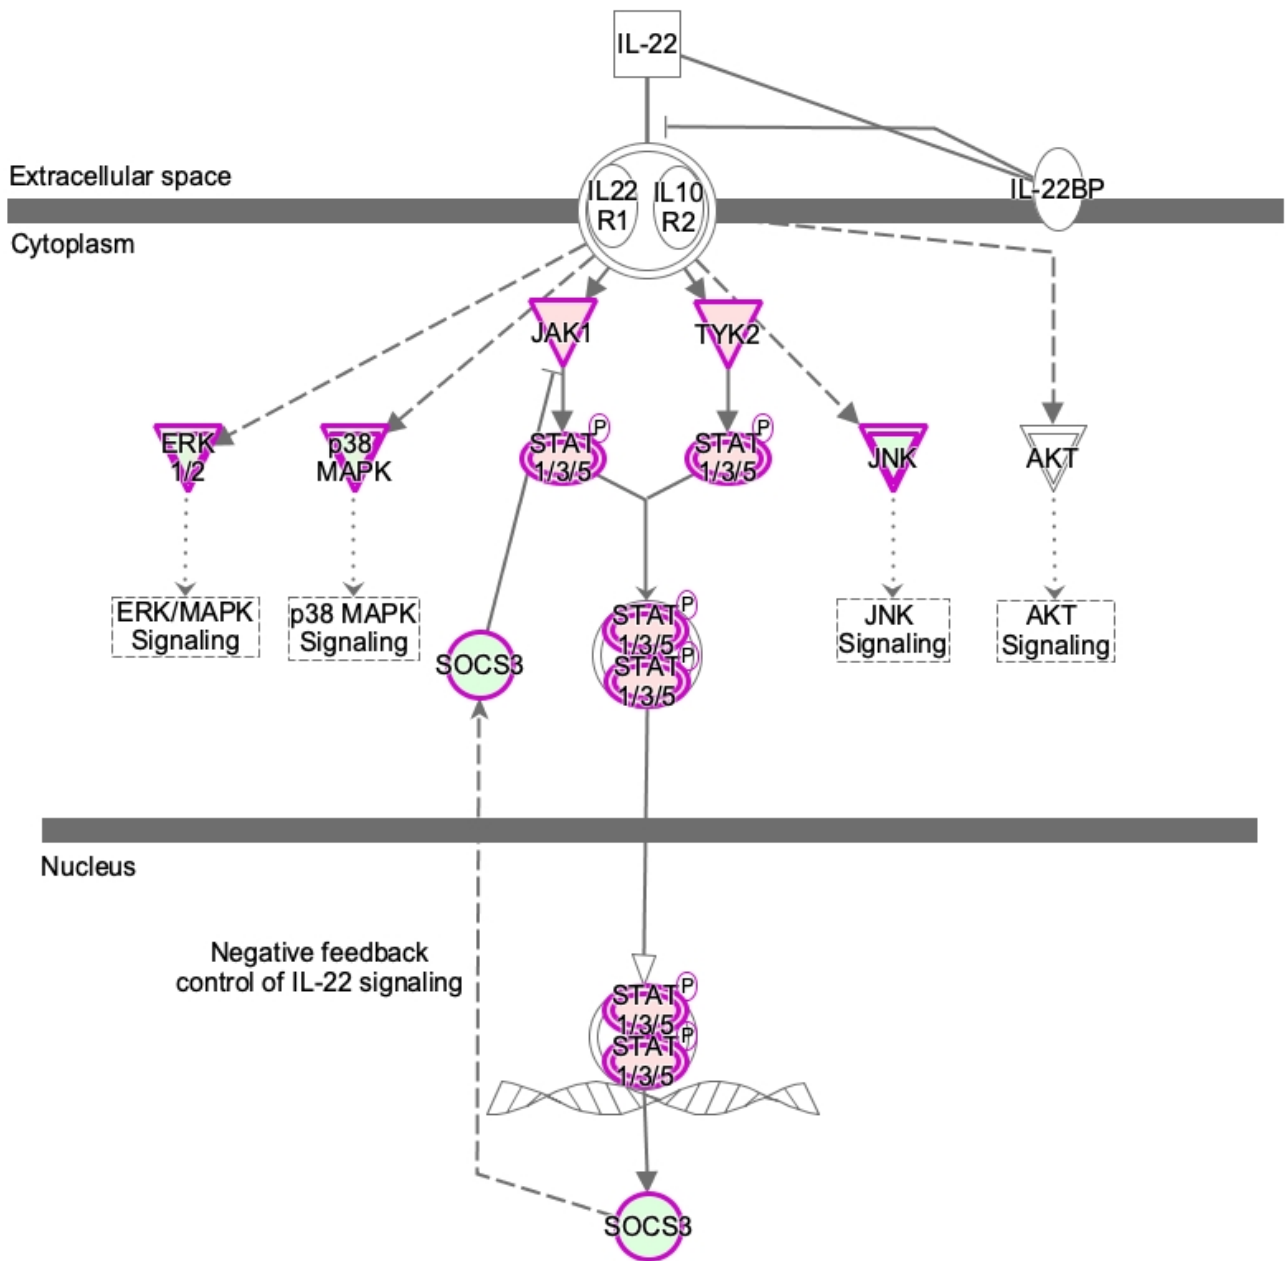 IL-22
Extracellular space
IL22
R1
IL10
R2
IL-22BP
Cytoplasm
JAK1
TYK2
ERK
1/2
p38
MAPK
STAT
1/3/5
P
STAT
1/3/5
P
JNK
AKT
ERK/MAPK
Signaling
p38 MAPK
Signaling
SOCS3
STAT
1/3/5
P
STAT
1/3/5
P
JNK
Signaling
AKT
Signaling
Nucleus
Negative feedback
control of IL-22 signaling
STAT
1/3/5
P
STAT
1/3/5
P
SOCS3